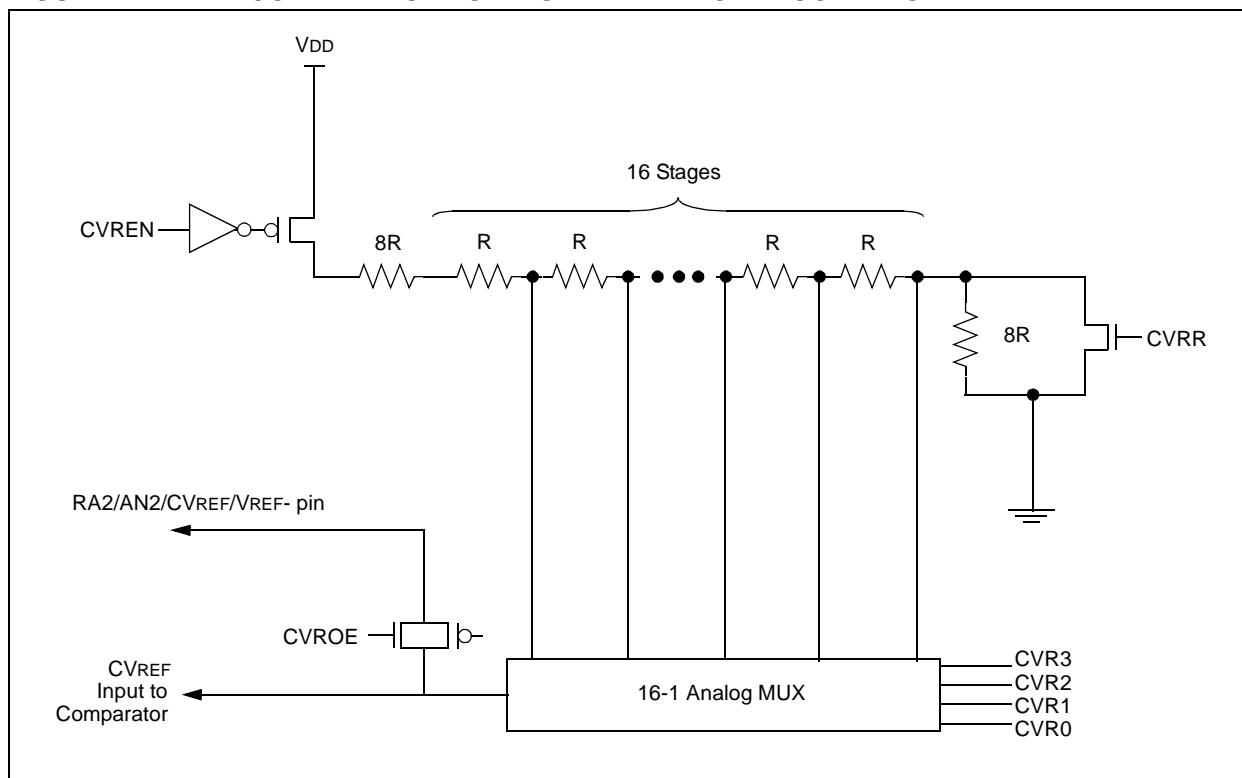 VDD
16 Stages
CVREN
8R
R
R
R
R
8R
CVRR
RA2/AN2/CVREF/VREF- pin
CVROE
CVREF
Input to
Comparator
16-1 Analog MUX
CVR3
CVR2
CVR1
CVR0